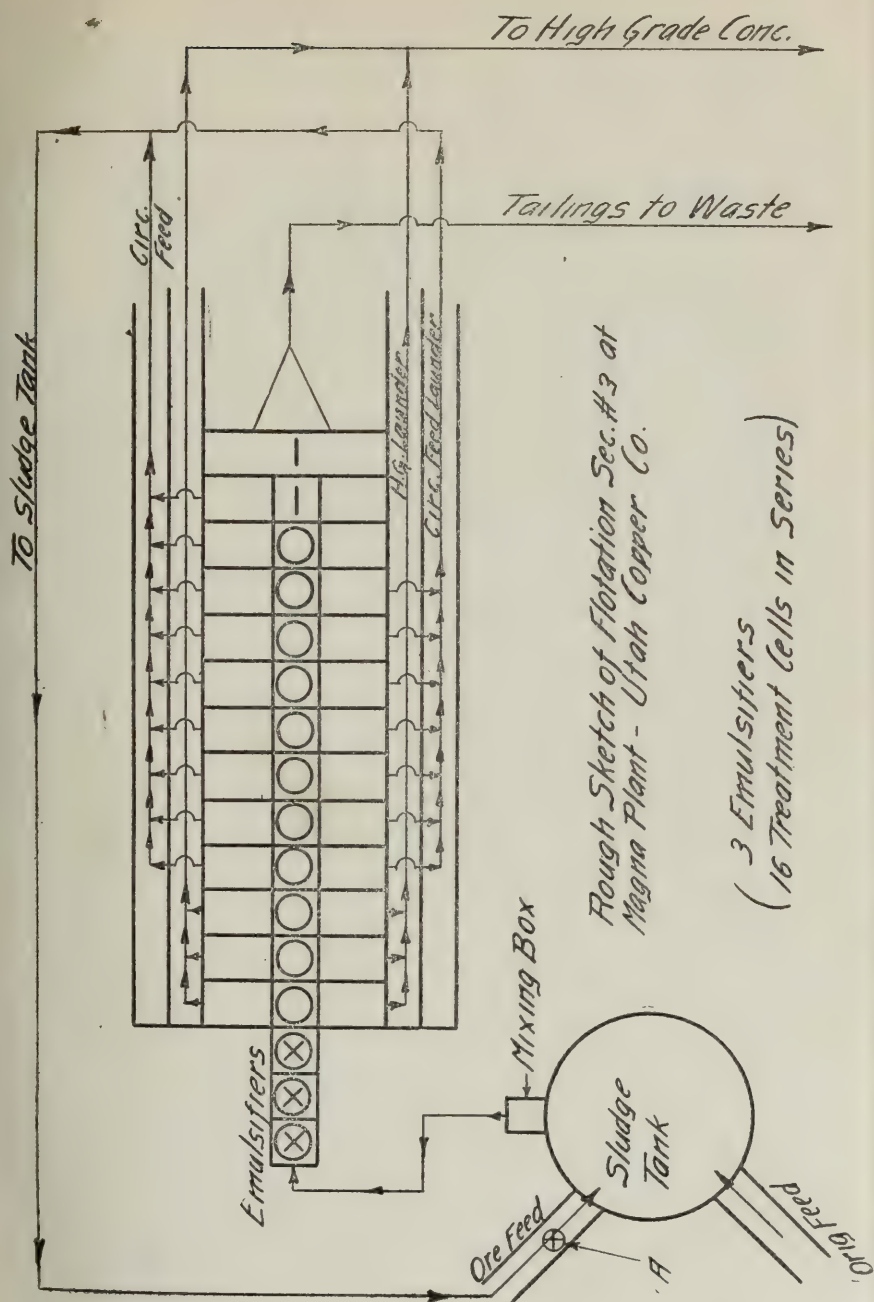 To High Grade Conc.
Tailings to Waste
Circ.
Feed
To Sludge Tank
H.G. Launder
Circ. Feed Launder
Rough Sketch of Flotation Sec. #3 at
Magna Plant - Utah Copper Co.
( 3 Emulsifiers
16 Treatment Cells in Series)
Emulsifiers
Mixing Box
Sludge
Tank
Ore Feed
A
Orig Feed